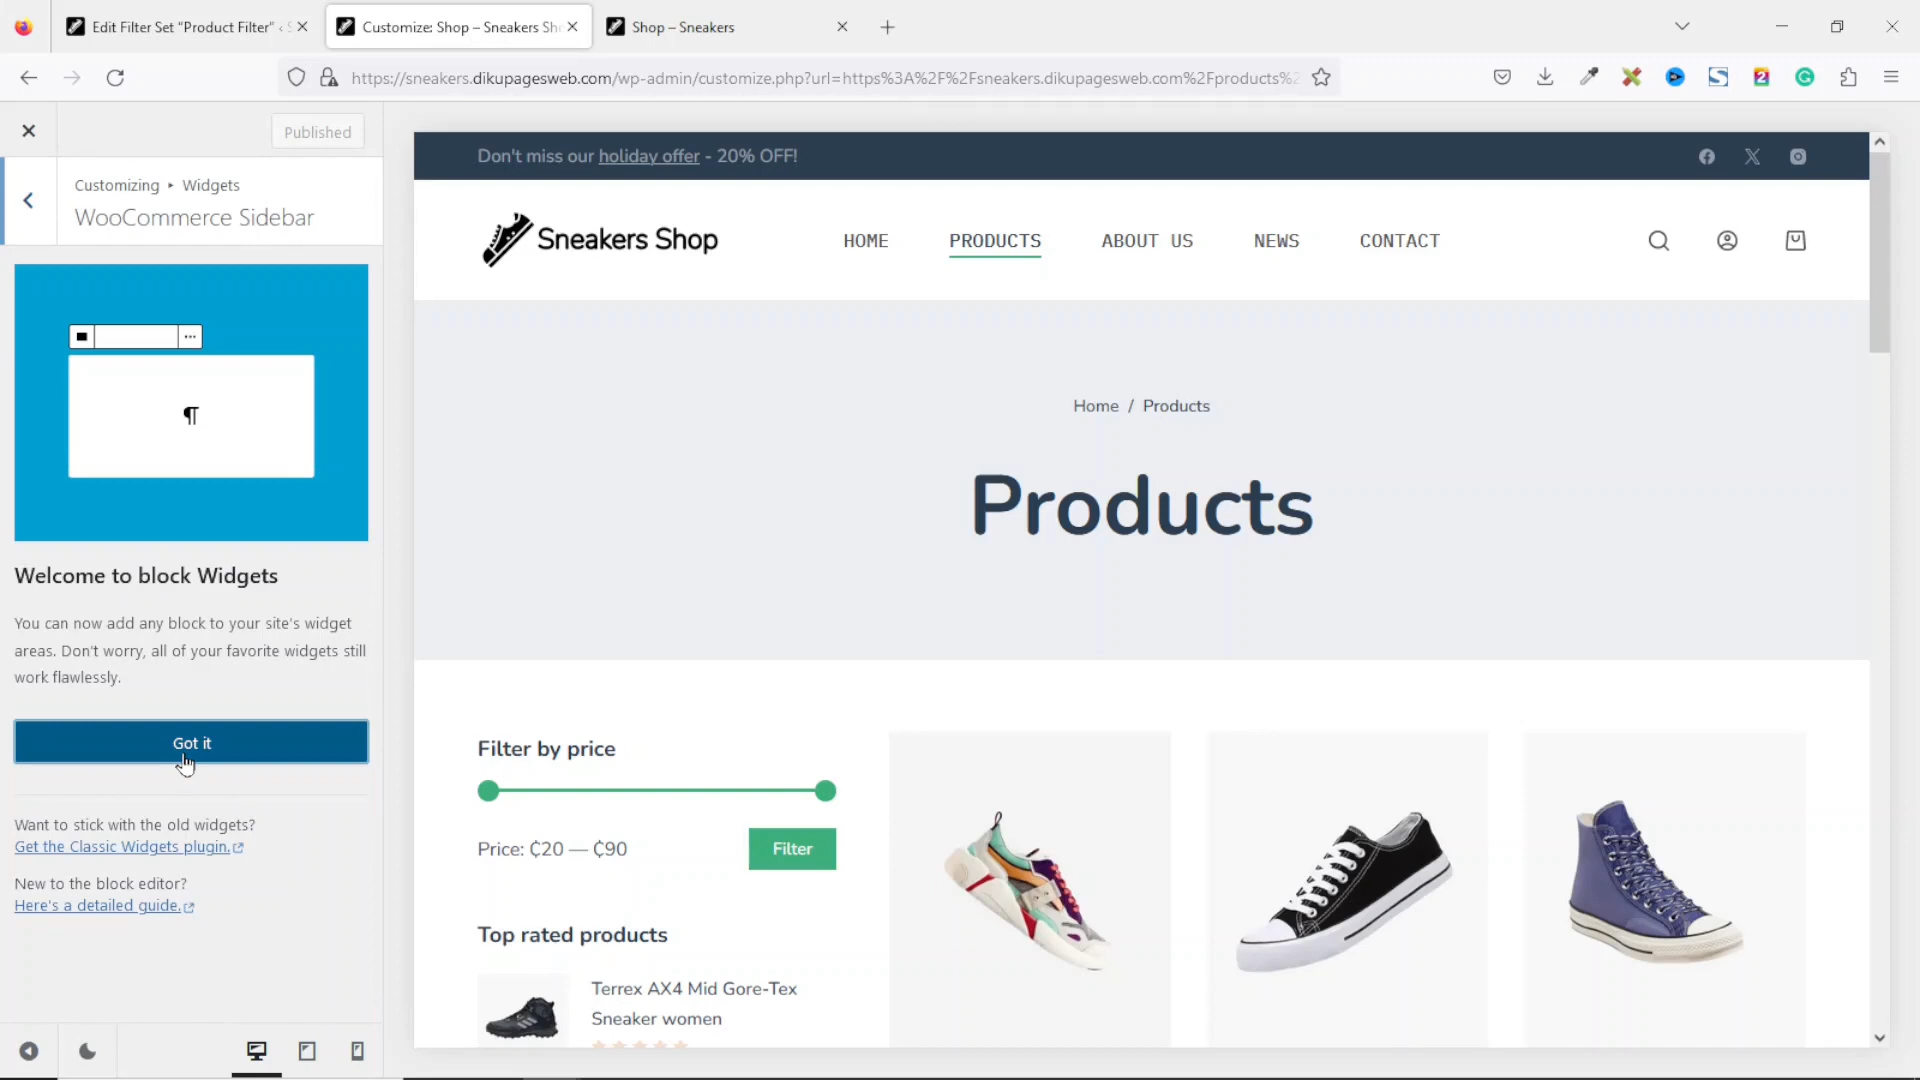 Edit Filter Set “Product Filter” ‹ S
Customize: Shop – Sneakers Sh
Shop – Sneakers
https://sneakers.dikupagesweb.com/wp-admin/customize.php?url=https%3A%2F%2Fsneakers.dikupagesweb.com%2Fproducts%2
Published
Customizing ▸ Widgets
WooCommerce Sidebar
¶
Welcome to block Widgets
You can now add any block to your site's widget
areas. Don't worry, all of your favorite widgets still
work flawlessly.
Got it
Want to stick with the old widgets?
Get the Classic Widgets plugin.
New to the block editor?
Here's a detailed guide.
Don't miss our holiday offer - 20% OFF!
Sneakers Shop
HOME
PRODUCTS
ABOUT US
NEWS
CONTACT
Home / Products
Products
Filter by price
Price: ₵20 — ₵90
Filter
Top rated products
Terrex AX4 Mid Gore-Tex
Sneaker women